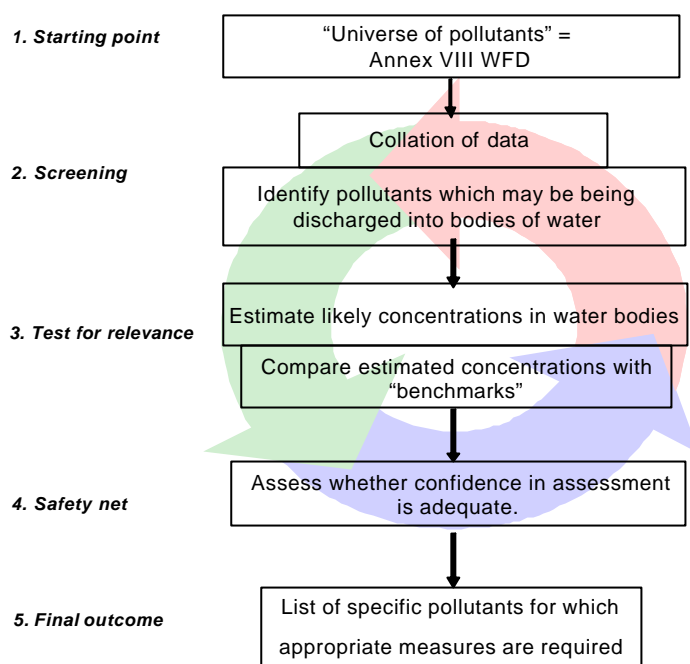 1. Starting point
“Universe of pollutants” =
Annex VIII WFD
Collation of data
2. Screening
Identify pollutants which may be being
discharged into bodies of water
Estimate likely concentrations in water bodies
3. Test for relevance
Compare estimated concentrations with
“benchmarks”
Assess whether confidence in assessment
is adequate.
4. Safety net
List of specific pollutants for which
5. Final outcome
appropriate measures are required